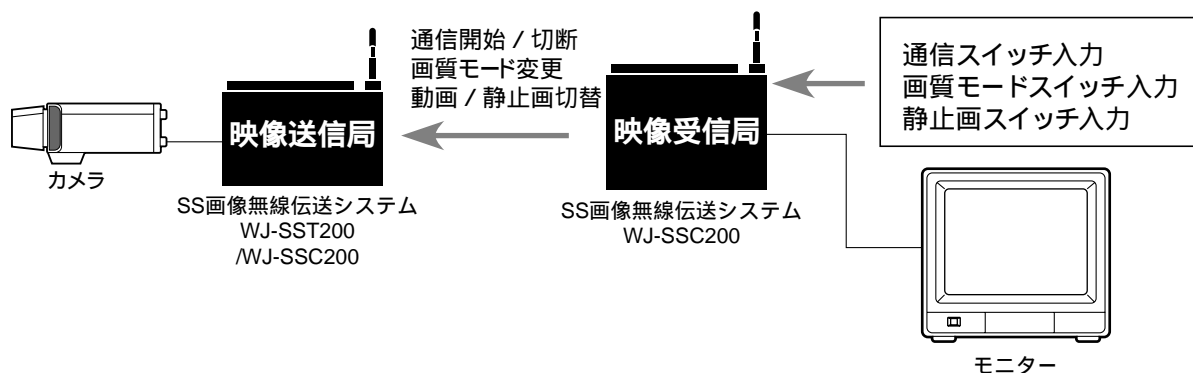 通信開始 / 切断
画質モード変更
動画 / 静止画切替
通信スイッチ入力
画質モードスイッチ入力
静止画スイッチ入力
映像送信局
映像受信局
カメラ
SS画像無線伝送システム
WJ-SST200
/WJ-SSC200
SS画像無線伝送システム
WJ-SSC200
モニター